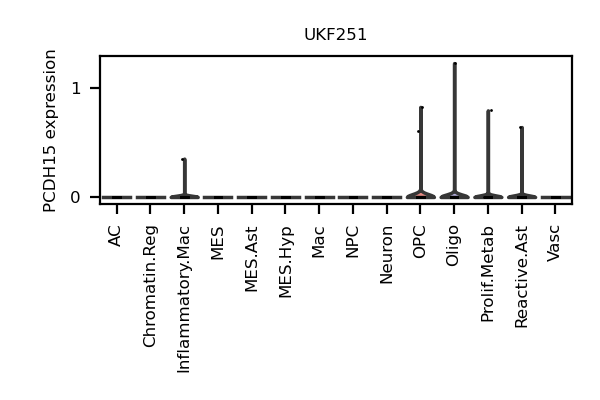 UKF251
PCDH15 expression
1
0
AC
Chromatin.Reg
Inflammatory.Mac
MES
MES.Ast
MES.Hyp
Mac
NPC
Neuron
OPC
Oligo
Prolif.Metab
Reactive.Ast
Vasc